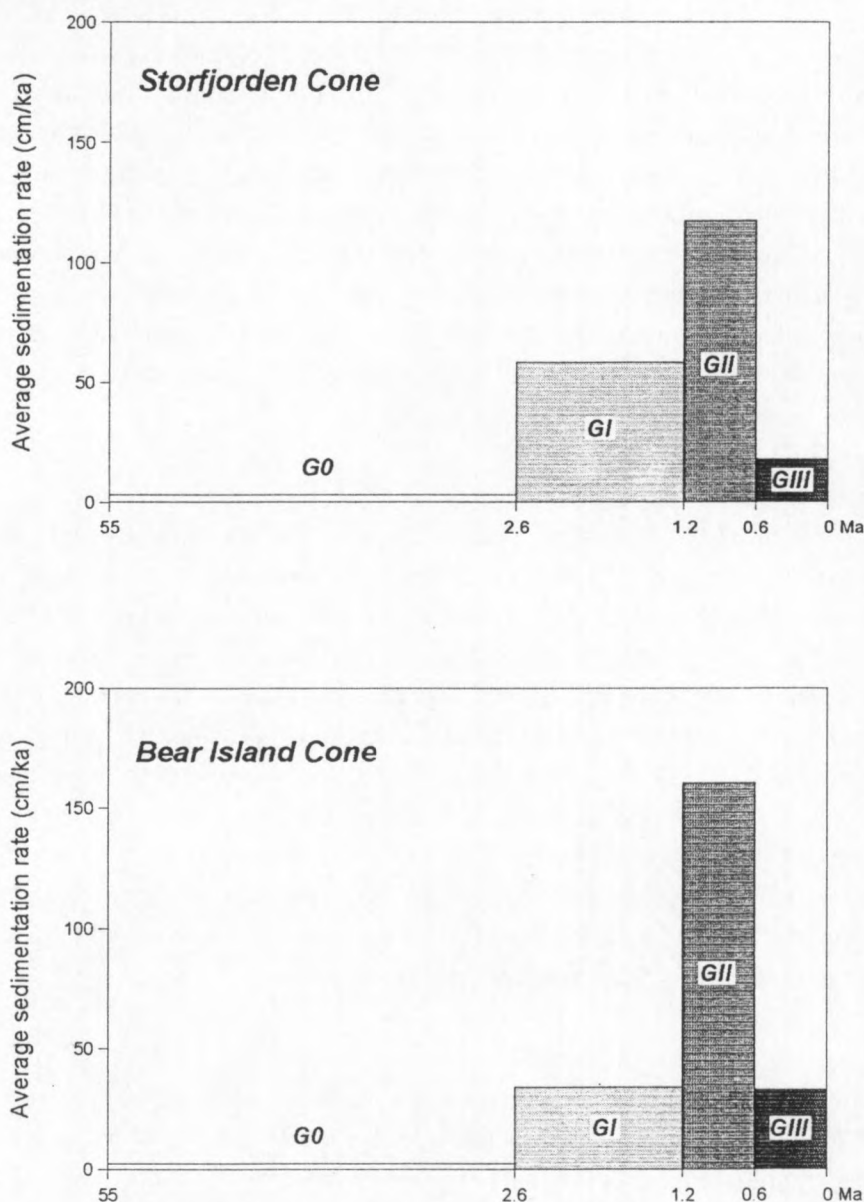 200
Storfjorden Cone
150
100
50
0
Average sedimentation rate (cm/ka)
G0
GI
GII
GIII
55
2.6
1.2
0.6
0 Ma
200
Bear Island Cone
150
100
50
0
Average sedimentation rate (cm/ka)
G0
GI
GII
GIII
55
2.6
1.2
0.6
0 Ma